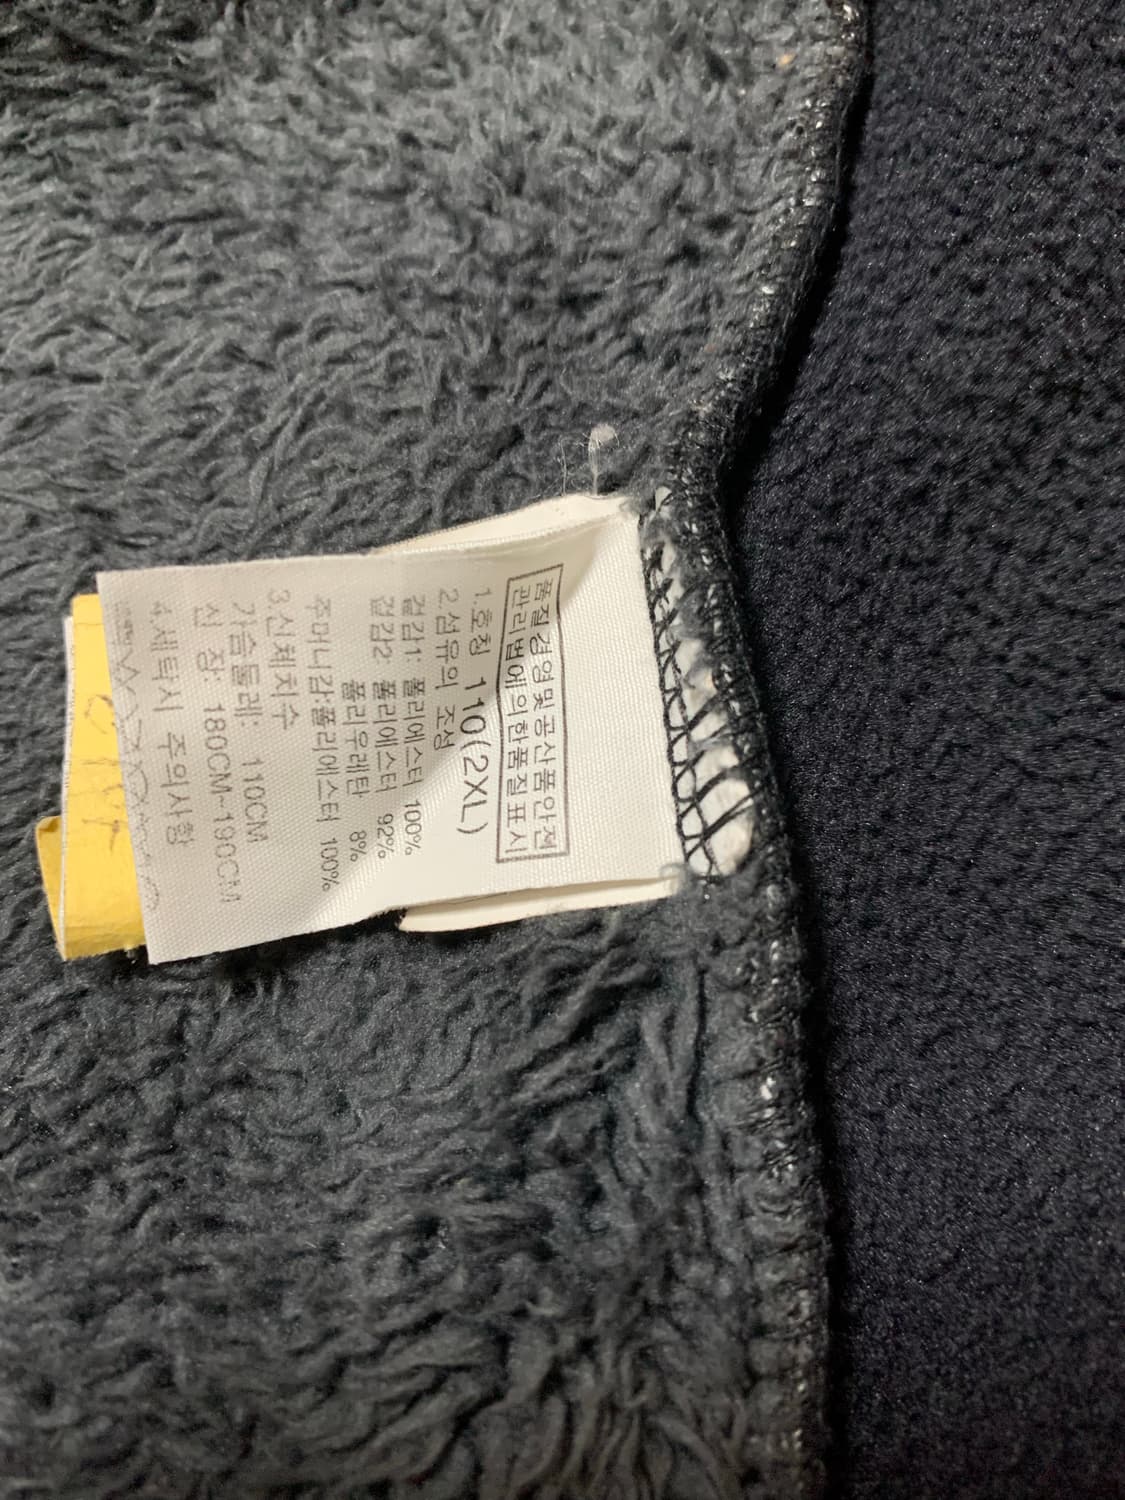 품질경영및공산품안전
관리법에의한품질표시
1.호칭 110(2XL)
2.섬유의 조성
겉감1: 폴리에스터 100%
겉감2: 폴리에스터 92%
폴리우레탄 8%
주머니감:폴리에스터 100%
3.신체치수
가슴둘레: 110CM
신 장: 180CM~190CM
4.세탁시 주의사항